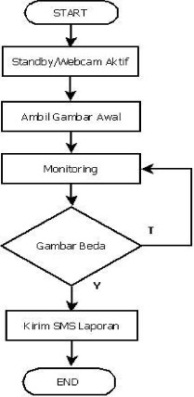 START
Standby/Webcam Aktif
Ambil Gambar Awal
Monitoring
Gambar Beda
T
Y
Kirim SMS Laporan
END